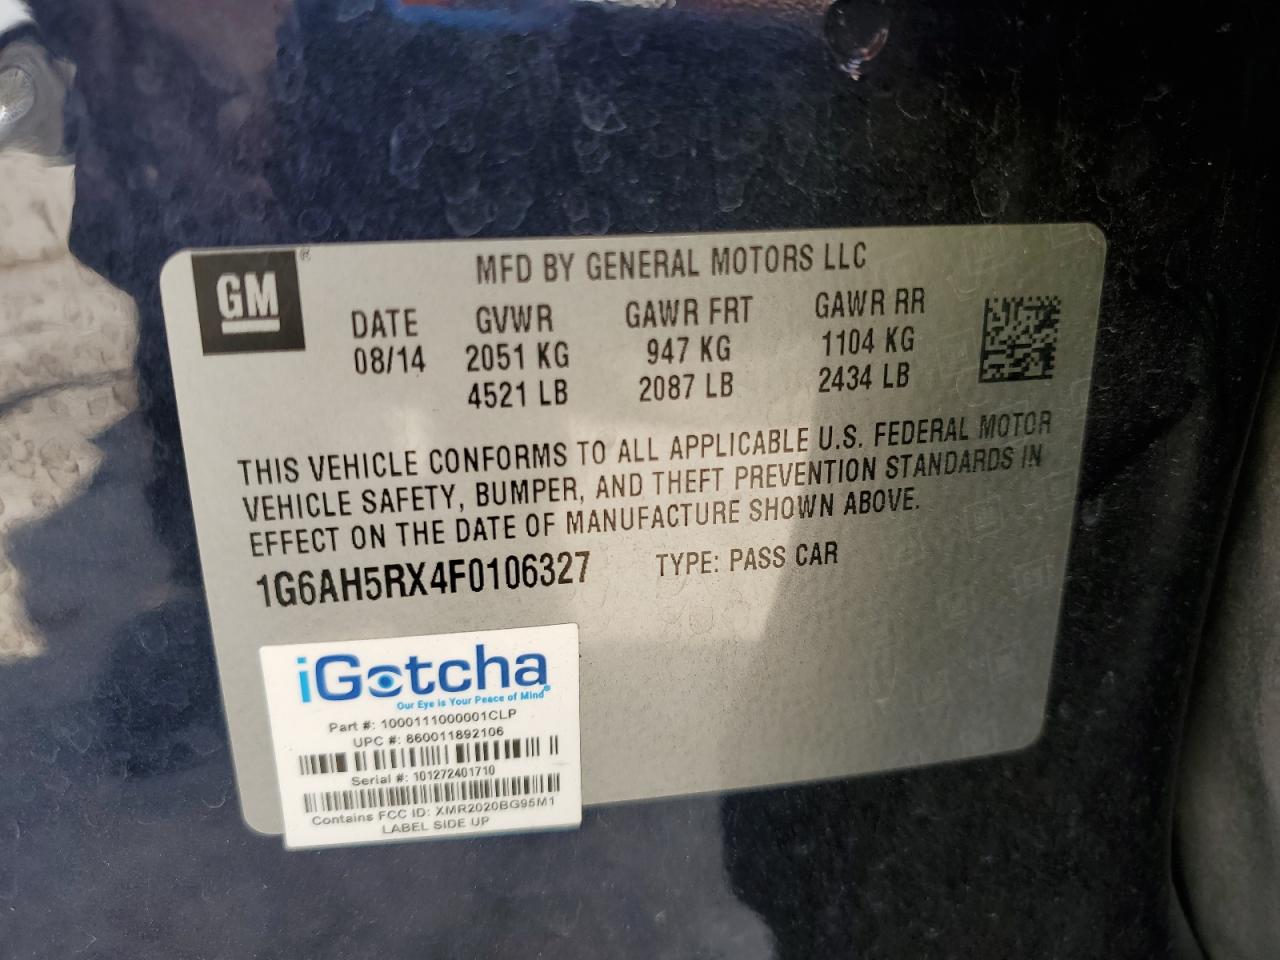 GM®
MFD BY GENERAL MOTORS LLC
DATE GVWR GAWR FRT GAWR RR
08/14 2051 KG 947 KG 1104 KG
4521 LB 2087 LB 2434 LB
THIS VEHICLE CONFORMS TO ALL APPLICABLE U.S. FEDERAL MOTOR
VEHICLE SAFETY, BUMPER, AND THEFT PREVENTION STANDARDS IN
EFFECT ON THE DATE OF MANUFACTURE SHOWN ABOVE.
1G6AH5RX4F0106327 TYPE: PASS CAR
iGotcha
Our Eye is Your Peace of Mind®
Part #: 1000111000001CLP
UPC #: 860011892106
Serial #: 101272401710
Contains FCC ID: XMR2020BG95M1
LABEL SIDE UP